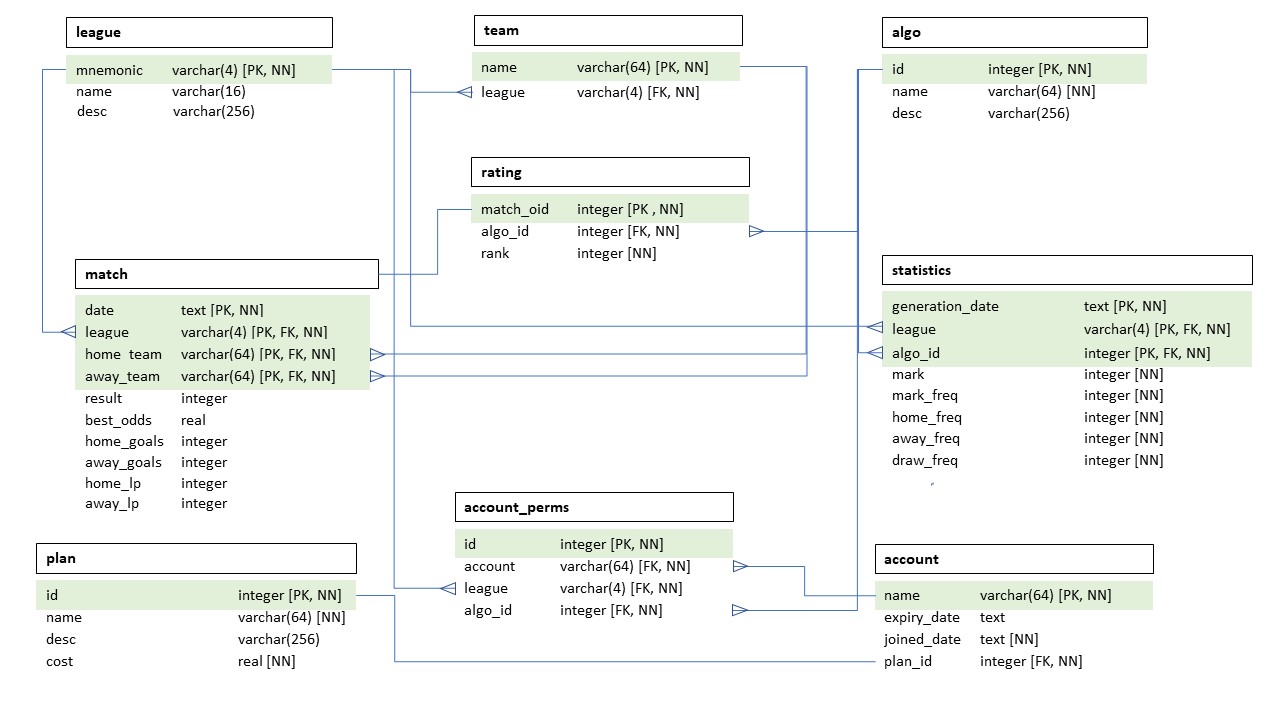 league
mnemonic varchar(4) [PK, NN]
name varchar(16)
desc varchar(256)
team
name varchar(64) [PK, NN]
league varchar(4) [FK, NN]
algo
id integer [PK, NN]
name varchar(64) [NN]
desc varchar(256)
rating
match_oid integer [PK , NN]
algo_id integer [FK, NN]
rank integer [NN]
match
date text [PK, NN]
league varchar(4) [PK, FK, NN]
home_team varchar(64) [PK, FK, NN]
away_team varchar(64) [PK, FK, NN]
result integer
best_odds real
home_goals integer
away_goals integer
home_lp integer
away_lp integer
statistics
generation_date text [PK, NN]
league varchar(4) [PK, FK, NN]
algo_id integer [PK, FK, NN]
mark integer [NN]
mark_freq integer [NN]
home_freq integer [NN]
away_freq integer [NN]
draw_freq integer [NN]
account_perms
id integer [PK, NN]
account varchar(64) [FK, NN]
league varchar(4) [FK, NN]
algo_id integer [FK, NN]
plan
id integer [PK, NN]
name varchar(64) [NN]
desc varchar(256)
cost real [NN]
account
name varchar(64) [PK, NN]
expiry_date text
joined_date text [NN]
plan_id integer [FK, NN]